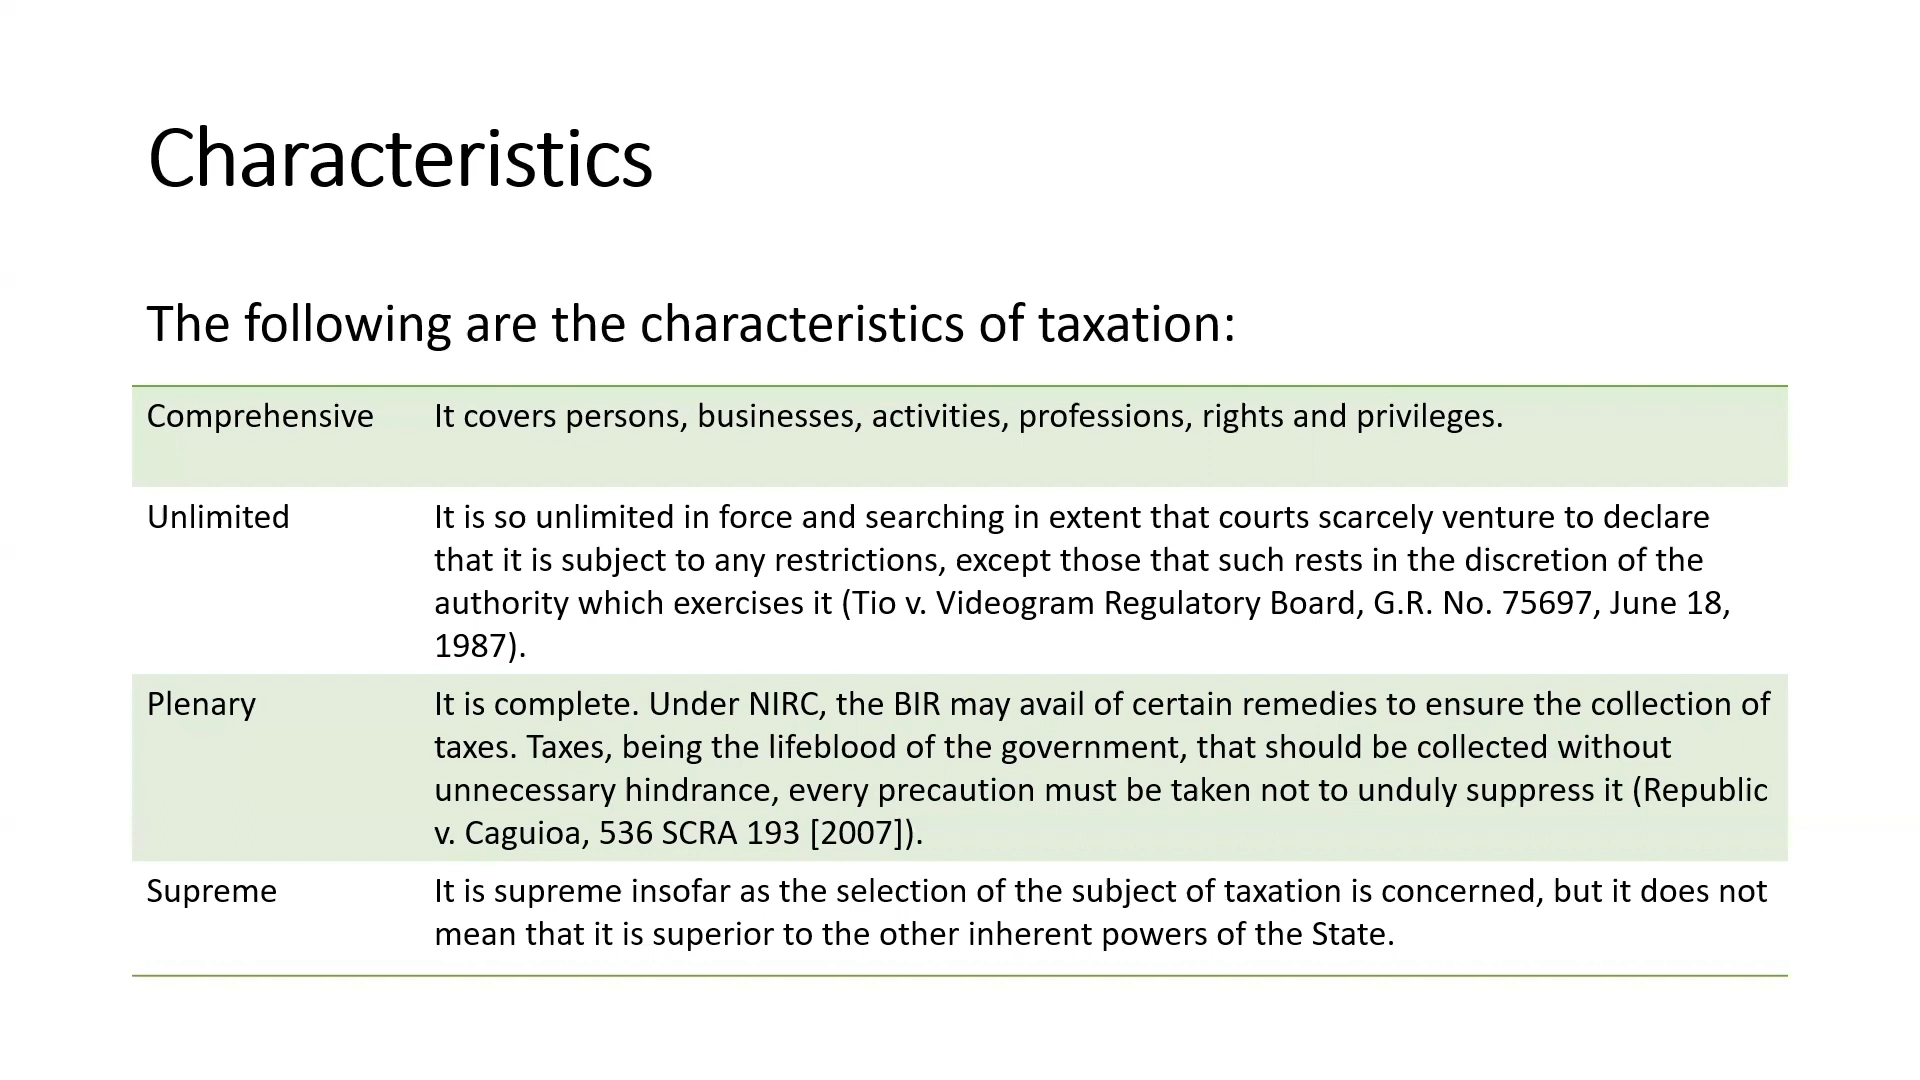 Characteristics
The following are the characteristics of taxation:
Comprehensive
It covers persons, businesses, activities, professions, rights and privileges.
Unlimited
It is so unlimited in force and searching in extent that courts scarcely venture to declare
that it is subject to any restrictions, except those that such rests in the discretion of the
authority which exercises it (Tio v. Videogram Regulatory Board, G.R. No. 75697, June 18,
1987).
Plenary
It is complete. Under NIRC, the BIR may avail of certain remedies to ensure the collection of
taxes. Taxes, being the lifeblood of the government, that should be collected without
unnecessary hindrance, every precaution must be taken not to unduly suppress it (Republic
v. Caguioa, 536 SCRA 193 [2007]).
Supreme
It is supreme insofar as the selection of the subject of taxation is concerned, but it does not
mean that it is superior to the other inherent powers of the State.